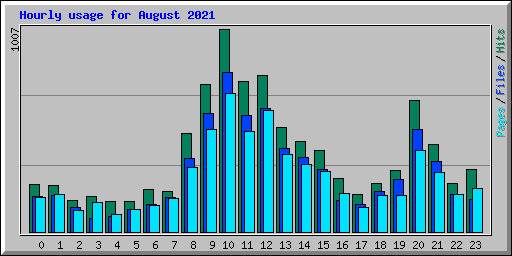 Hourly usage for August 2021
1007
Pages / Files / Hits
0 1 2 3 4 5 6 7 8 9 10 11 12 13 14 15 16 17 18 19 20 21 22 23